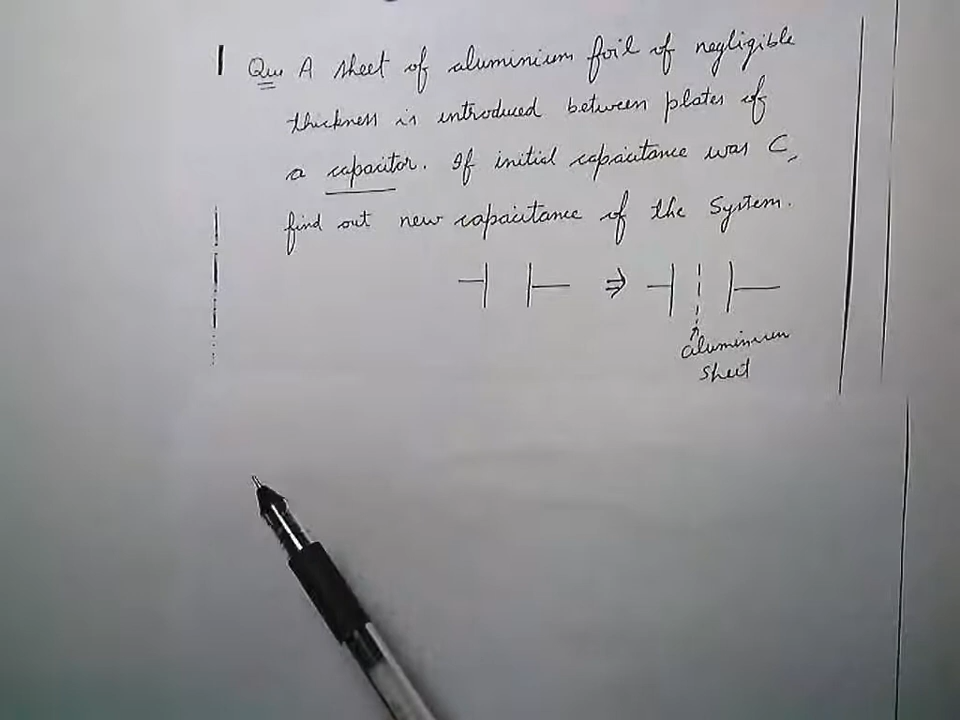 Que A sheet of aluminium foil of negligible
thickness is introduced between plates of
a capacitor. If initial capacitance was C,
find out new capacitance of the System.
⇒
aluminium
sheet